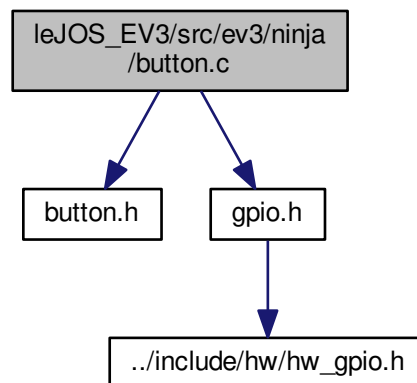 leJOS_EV3/src/ev3/ninja
/button.c
button.h
gpio.h
../include/hw/hw_gpio.h